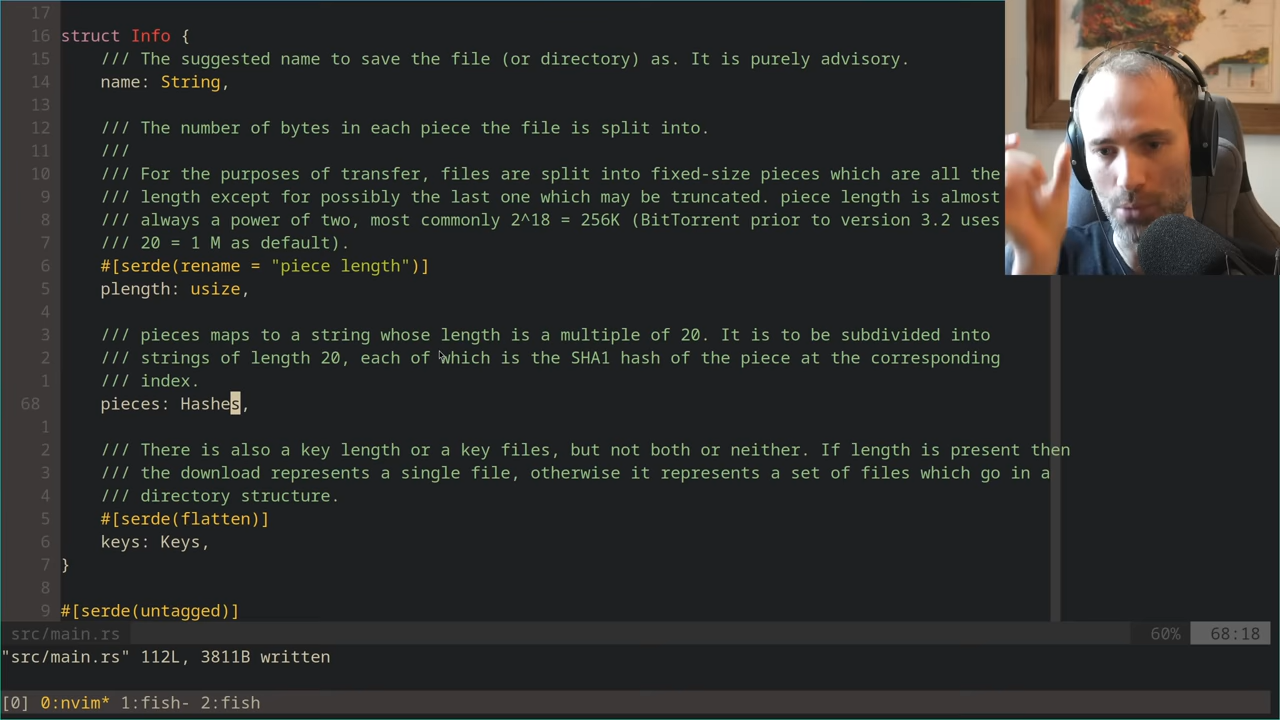 17
16 struct Info {
15 /// The suggested name to save the file (or directory) as. It is purely advisory.
14 name: String,
13
12 /// The number of bytes in each piece the file is split into.
11 ///
10 /// For the purposes of transfer, files are split into fixed-size pieces which are all the
9 /// length except for possibly the last one which may be truncated. piece length is almost
8 /// always a power of two, most commonly 2^18 = 256K (BitTorrent prior to version 3.2 uses
7 /// 20 = 1 M as default).
6 #[serde(rename = "piece length")]
5 plength: usize,
4
3 /// pieces maps to a string whose length is a multiple of 20. It is to be subdivided into
2 /// strings of length 20, each of which is the SHA1 hash of the piece at the corresponding
1 /// index.
68 pieces: Hashes,
1
2 /// There is also a key length or a key files, but not both or neither. If length is present then
3 /// the download represents a single file, otherwise it represents a set of files which go in a
4 /// directory structure.
5 #[serde(flatten)]
6 keys: Keys,
7 }
8
9 #[serde(untagged)]
src/main.rs 60% 68:18
"src/main.rs" 112L, 3811B written
[0] 0:nvim* 1:fish- 2:fish